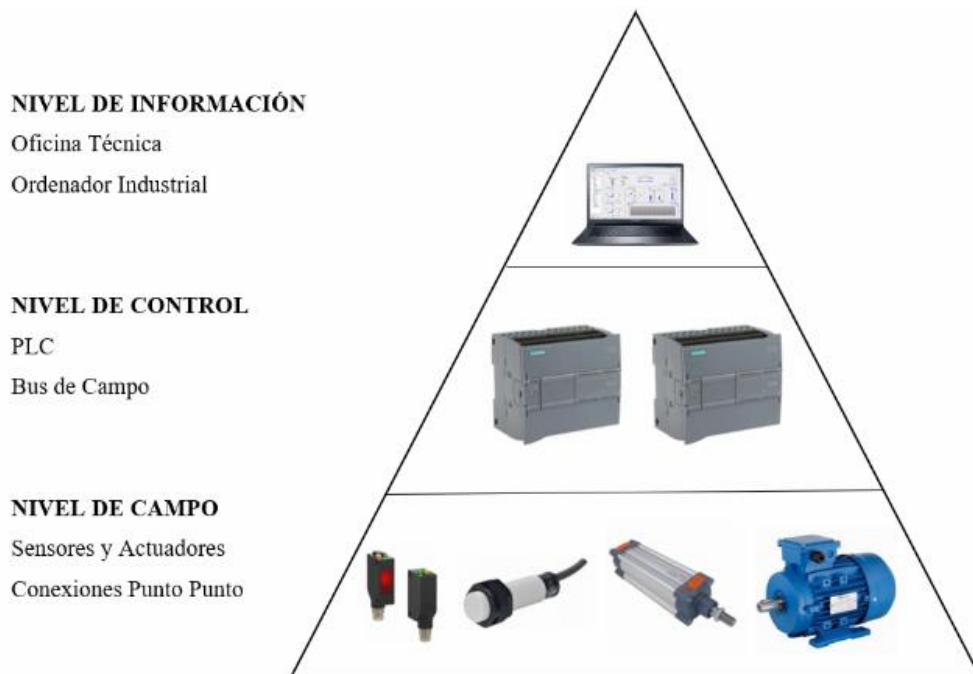 NIVEL DE INFORMACIÓN
Oficina Técnica
Ordenador Industrial
NIVEL DE CONTROL
PLC
Bus de Campo
NIVEL DE CAMPO
Sensores y Actuadores
Conexiones Punto Punto